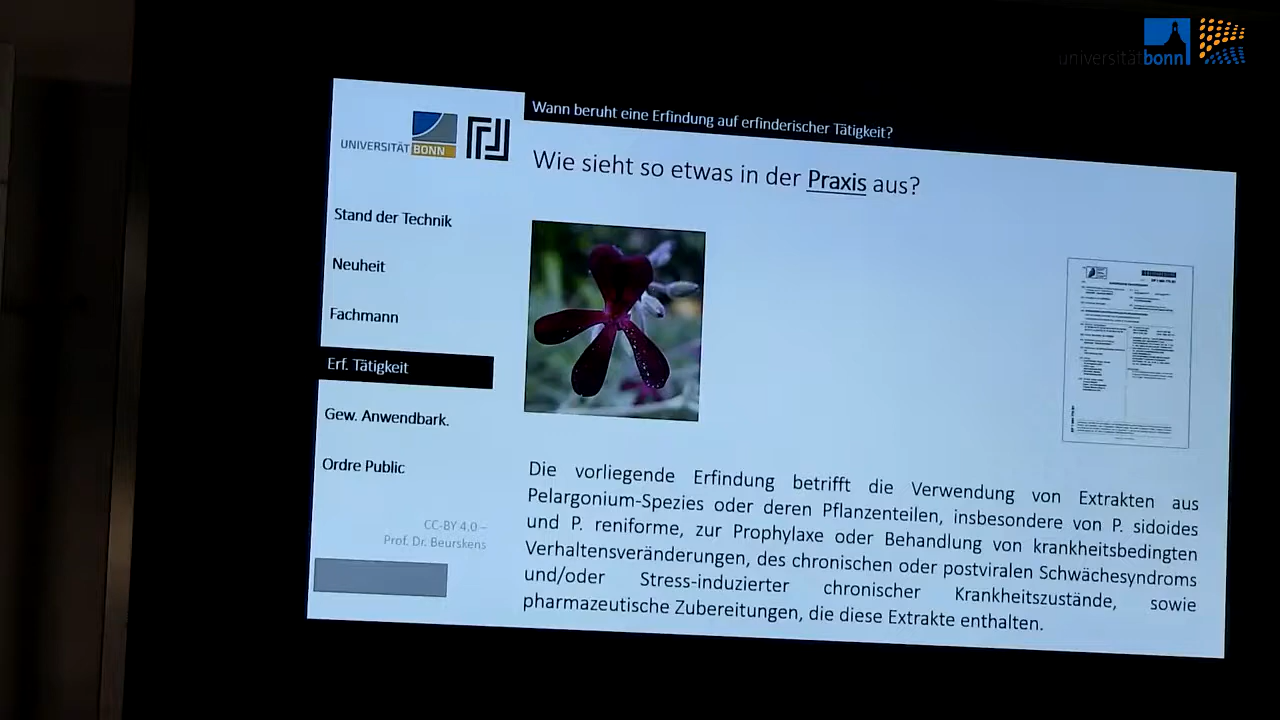 universitätbonn
Wann beruht eine Erfindung auf erfinderischer Tätigkeit?
UNIVERSITÄT BONN
Wie sieht so etwas in der Praxis aus?
Stand der Technik
Neuheit
Fachmann
Erf. Tätigkeit
Gew. Anwendbark.
Ordre Public
CC-BY 4.0 –
Prof. Dr. Beurskens
Die vorliegende Erfindung betrifft die Verwendung von Extrakten aus
Pelargonium-Spezies oder deren Pflanzenteilen, insbesondere von P. sidoides
und P. reniforme, zur Prophylaxe oder Behandlung von krankheitsbedingten
Verhaltensveränderungen, des chronischen oder postviralen Schwächesyndroms
und/oder Stress-induzierter chronischer Krankheitszustände, sowie
pharmazeutische Zubereitungen, die diese Extrakte enthalten.